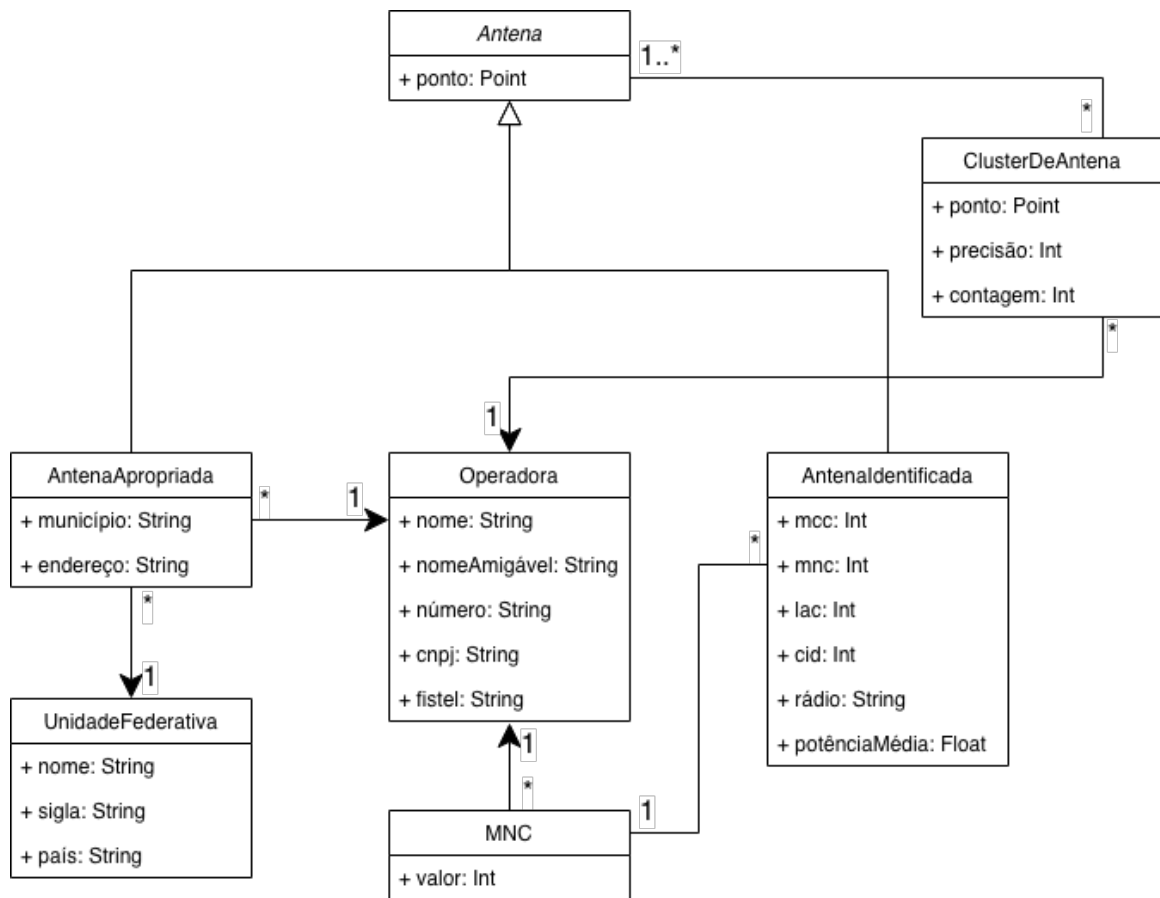 Antena
+ ponto: Point
1..*
*
ClusterDeAntena
+ ponto: Point
+ precisão: Int
+ contagem: Int
*
1
AntenaApropriada
+ município: String
+ endereço: String
*
1
*
1
UnidadeFederativa
+ nome: String
+ sigla: String
+ país: String
Operadora
+ nome: String
+ nomeAmigável: String
+ número: String
+ cnpj: String
+ fistel: String
1
*
MNC
+ valor: Int
1
*
AntenaIdentificada
+ mcc: Int
+ mnc: Int
+ lac: Int
+ cid: Int
+ rádio: String
+ potênciaMédia: Float